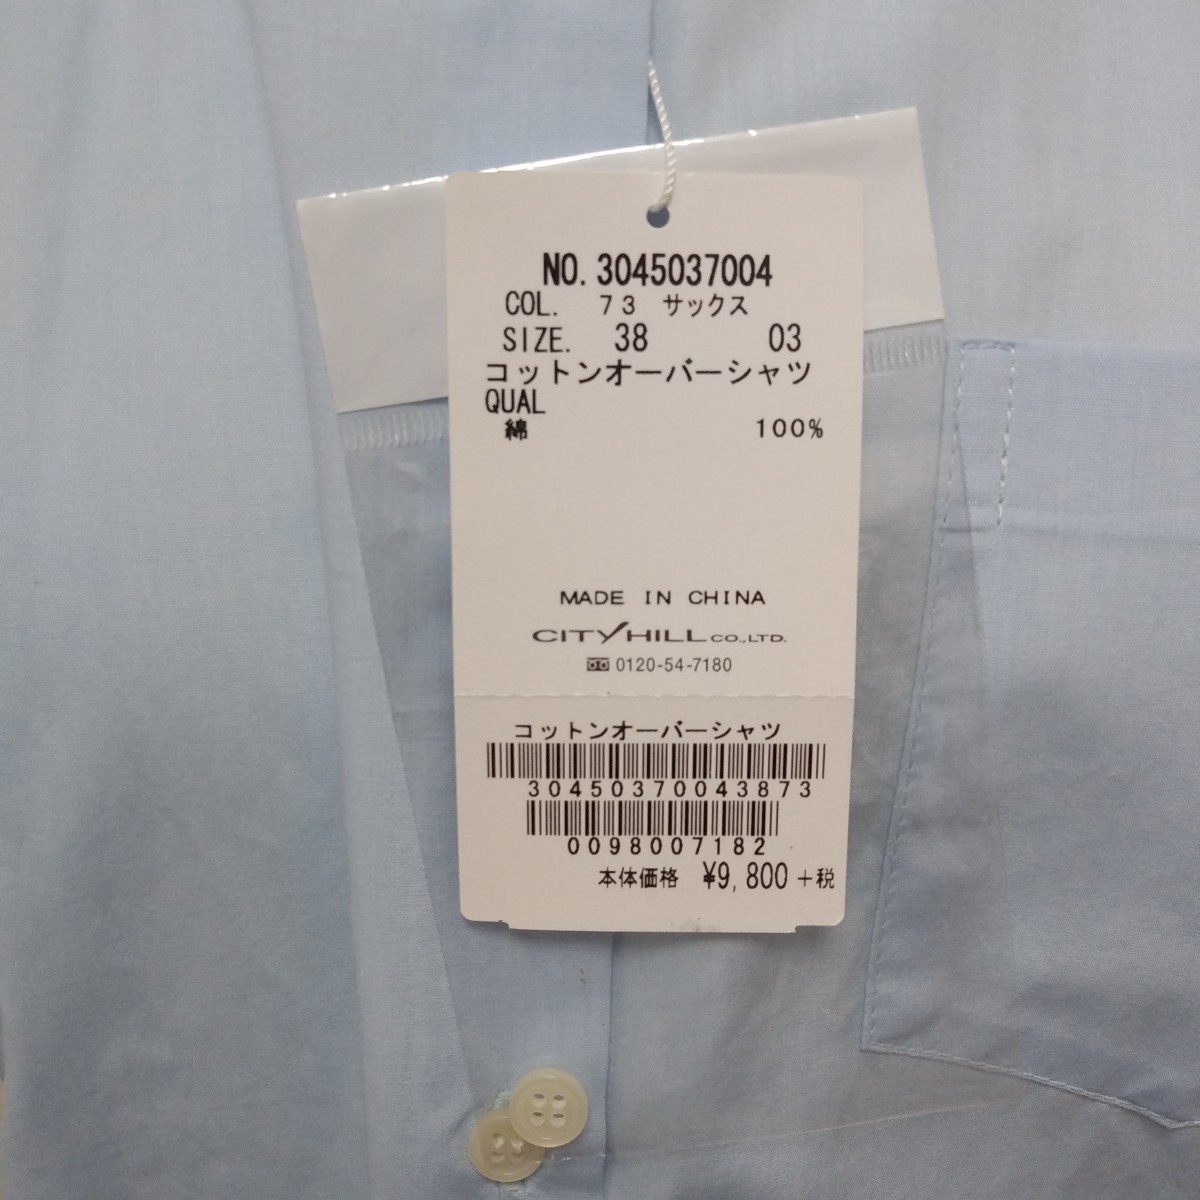 NO. 3045037004
COL. 73 サックス
SIZE. 38 03
コットンオーバーシャツ
QUAL
綿 100%
MADE IN CHINA
CITY HILL CO.,LTD.
0120-54-7180
コットンオーバーシャツ
30450370043873
0098007182
本体価格 ¥9,800+税